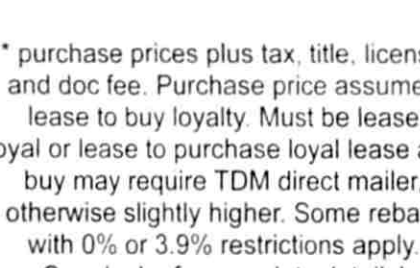 * purchase prices plus tax, title, licens
and doc fee. Purchase price assume
lease to buy loyalty. Must be lease
oyal or lease to purchase loyal lease
buy may require TDM direct mailer
otherwise slightly higher. Some reba
with 0% or 3.9% restrictions apply.